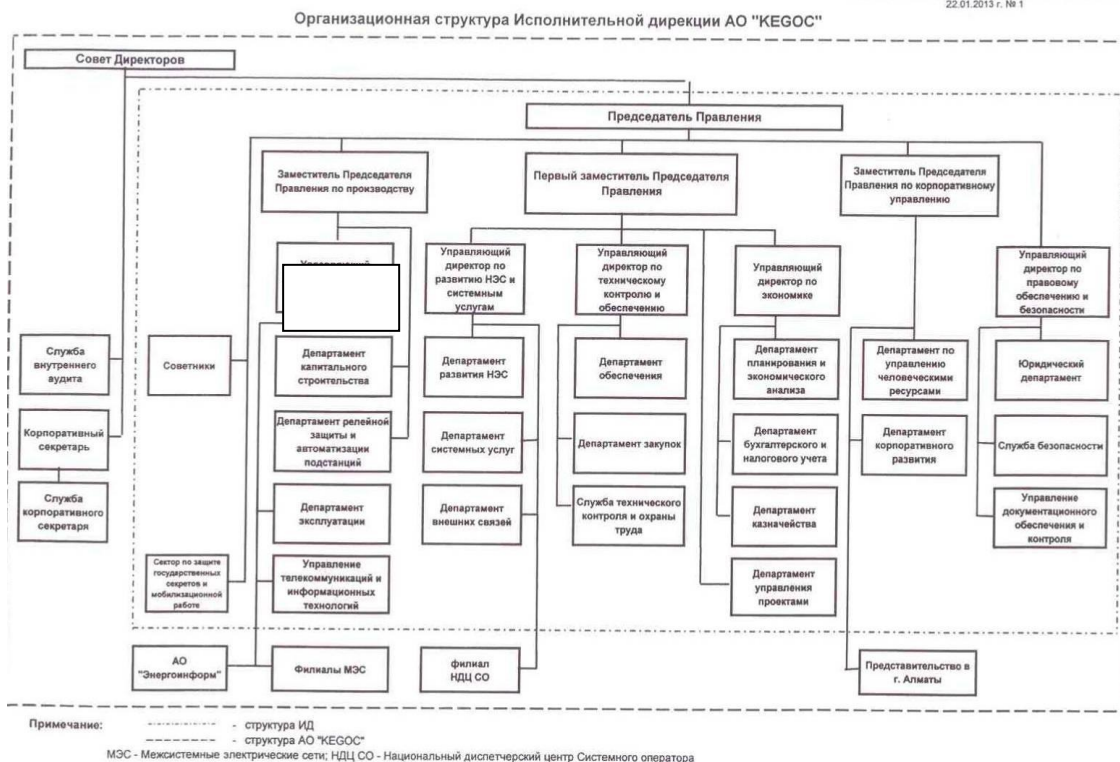 22.01.2013 г. № 1
Организационная структура Исполнительной дирекции АО "KEGOC"
Совет Директоров
Председатель Правления
Заместитель Председателя
Правления по производству
Первый заместитель Председателя
Правления
Заместитель Председателя
Правления по корпоративному
управлению
Управляющий
директор по
развитию НЭС и
системным
услугам
Управляющий
директор по
техническому
контролю и
обеспечению
Управляющий
директор по
экономике
Управляющий
директор по
правовому
обеспечению и
безопасности
Служба
внутреннего
аудита
Советники
Департамент
капитального
строительства
Департамент
развития НЭС
Департамент
обеспечения
Департамент
планирования и
экономического
анализа
Департамент по
управлению
человеческими
ресурсами
Юридический
департамент
Корпоративный
секретарь
Департамент релейной
защиты и
автоматизации
подстанций
Департамент
системных услуг
Департамент закупок
Департамент
бухгалтерского и
налогового учета
Департамент
корпоративного
развития
Служба безопасности
Служба
корпоративного
секретаря
Департамент
эксплуатации
Департамент
внешних связей
Служба технического
контроля и охраны
труда
Департамент
казначейства
Управление
документационного
обеспечения и
контроля
Сектор по защите
государственных
секретов и
мобилизационной
работе
Управление
телекоммуникаций и
информационных
технологий
Департамент
управления
проектами
АО
"Энергоинформ"
Филиалы МЭС
филиал
НДЦ СО
Представительство в
г. Алматы
Примечание:
- структура ИД
- структура АО "KEGOC"
МЭС - Межсистемные электрические сети; НДЦ СО - Национальный диспетчерский центр Системного оператора